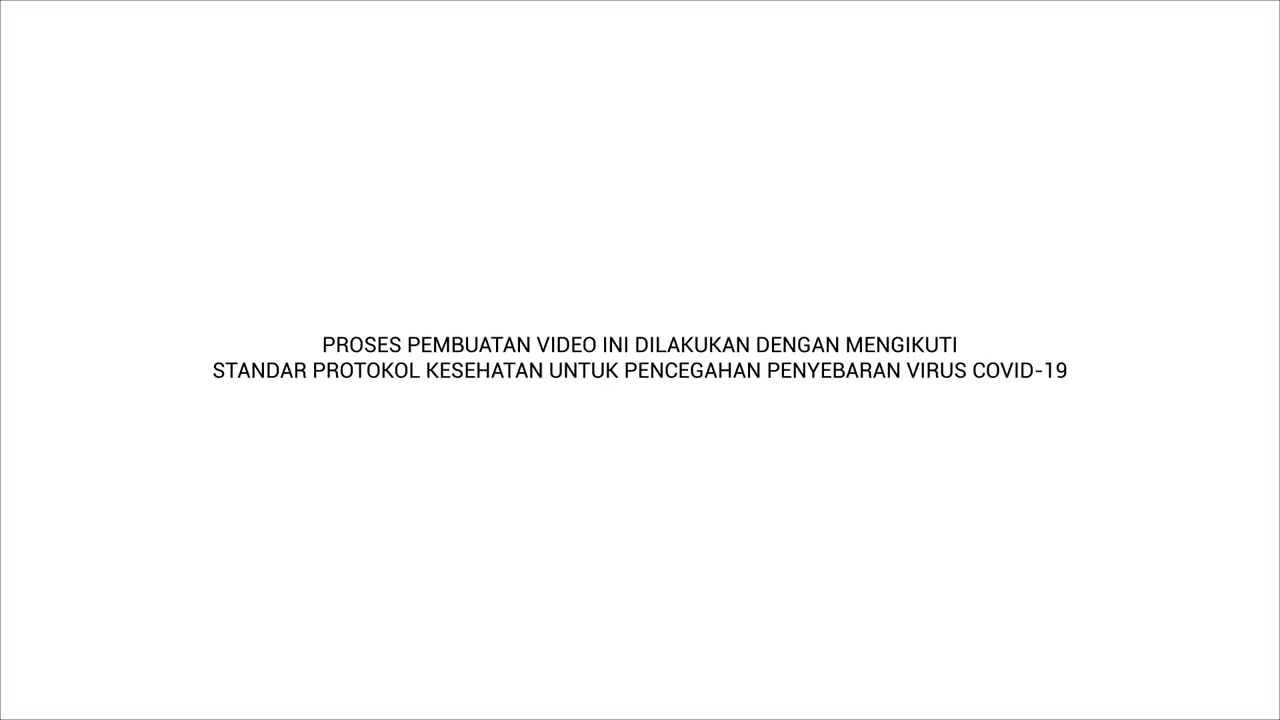 PROSES PEMBUATAN VIDEO INI DILAKUKAN DENGAN MENGIKUTI
STANDAR PROTOKOL KESEHATAN UNTUK PENCEGAHAN PENYEBARAN VIRUS COVID-19